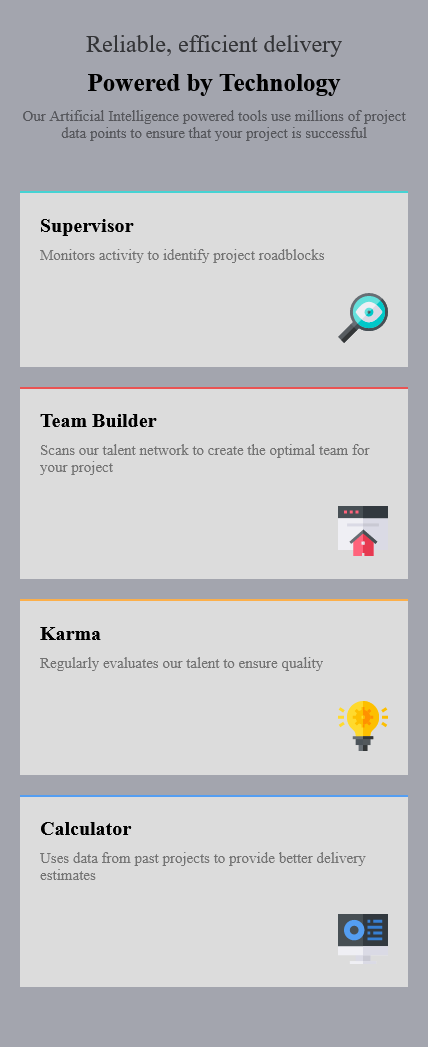 Reliable, efficient delivery
Powered by Technology
Our Artificial Intelligence powered tools use millions of project
data points to ensure that your project is successful
Supervisor
Monitors activity to identify project roadblocks
Team Builder
Scans our talent network to create the optimal team for
your project
Karma
Regularly evaluates our talent to ensure quality
Calculator
Uses data from past projects to provide better delivery
estimates